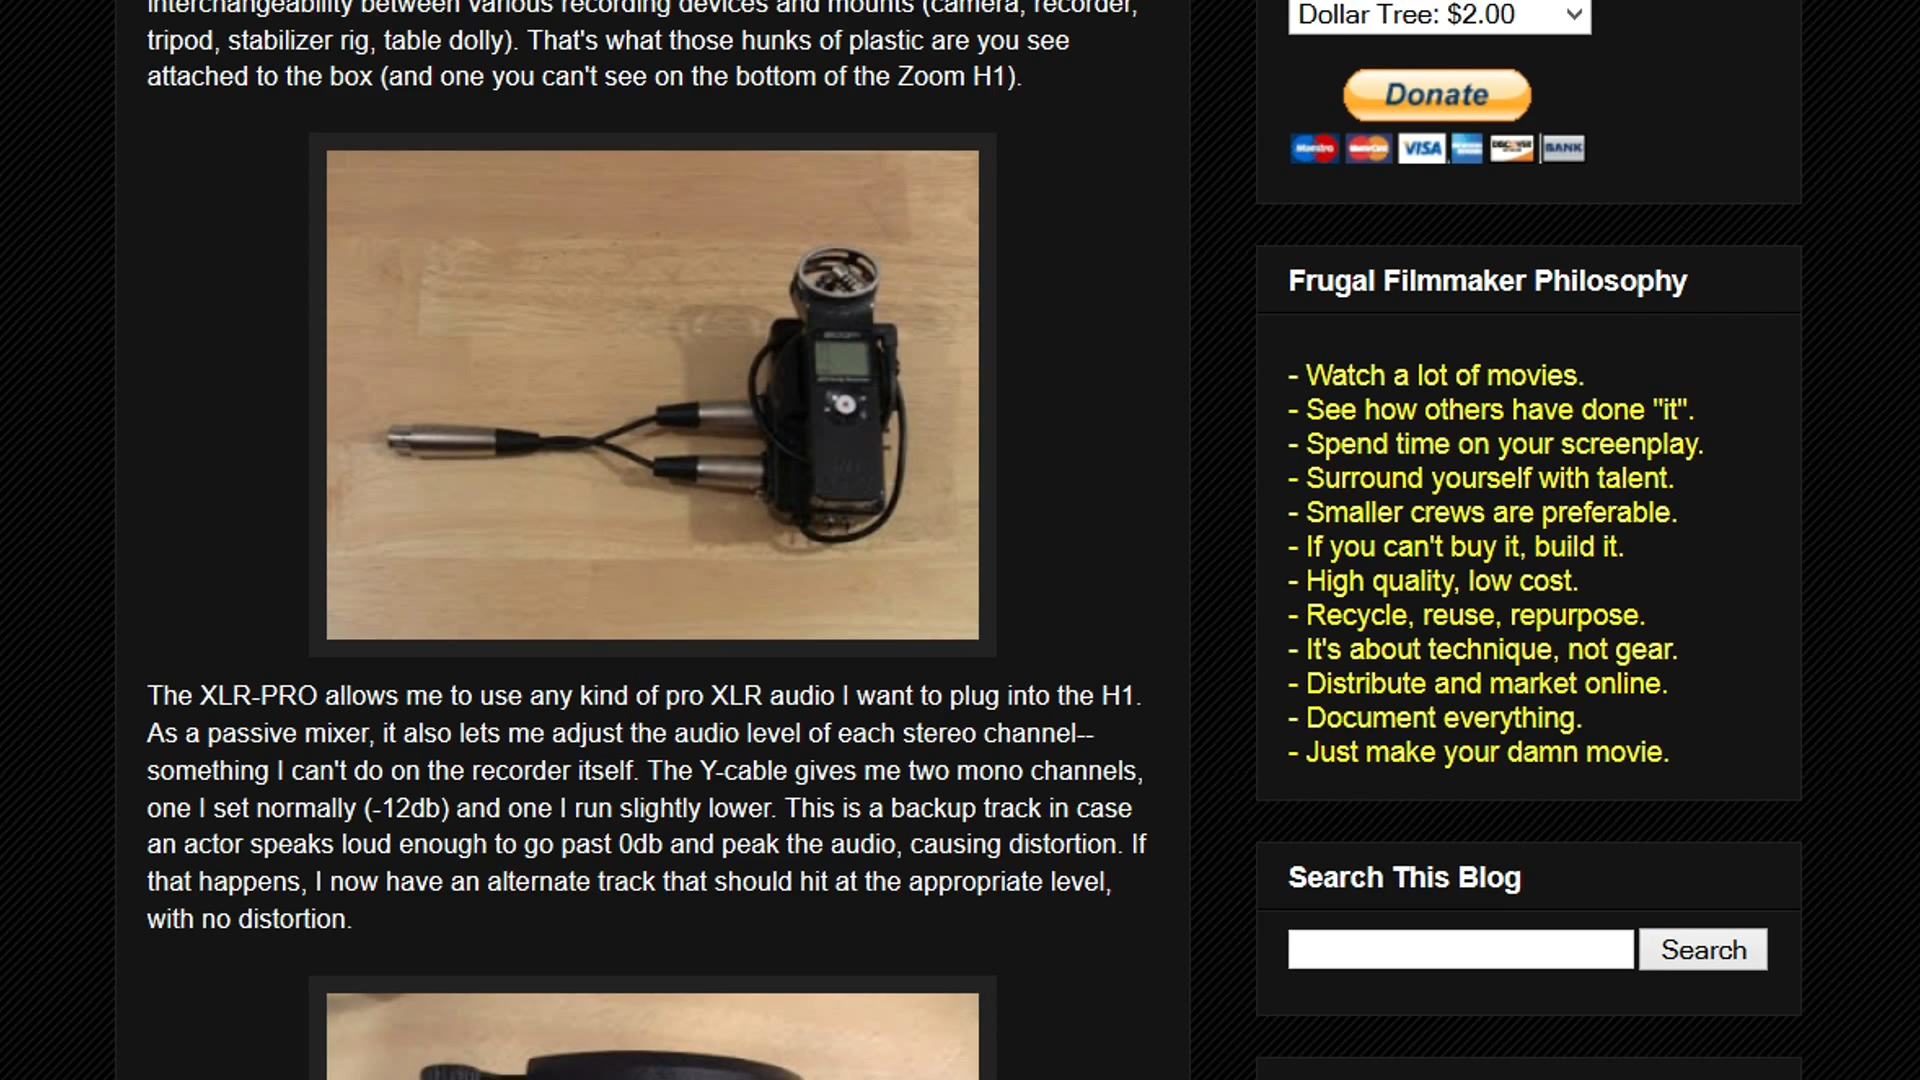 interchangeability between various recording devices and mounts (camera, recorder,
tripod, stabilizer rig, table dolly). That's what those hunks of plastic are you see
attached to the box (and one you can't see on the bottom of the Zoom H1).
The XLR-PRO allows me to use any kind of pro XLR audio I want to plug into the H1.
As a passive mixer, it also lets me adjust the audio level of each stereo channel--
something I can't do on the recorder itself. The Y-cable gives me two mono channels,
one I set normally (-12db) and one I run slightly lower. This is a backup track in case
an actor speaks loud enough to go past 0db and peak the audio, causing distortion. If
that happens, I now have an alternate track that should hit at the appropriate level,
with no distortion.
Dollar Tree: $2.00
Donate
Maestro MasterCard VISA DISCOVER BANK
Frugal Filmmaker Philosophy
- Watch a lot of movies.
- See how others have done "it".
- Spend time on your screenplay.
- Surround yourself with talent.
- Smaller crews are preferable.
- If you can't buy it, build it.
- High quality, low cost.
- Recycle, reuse, repurpose.
- It's about technique, not gear.
- Distribute and market online.
- Document everything.
- Just make your damn movie.
Search This Blog
Search